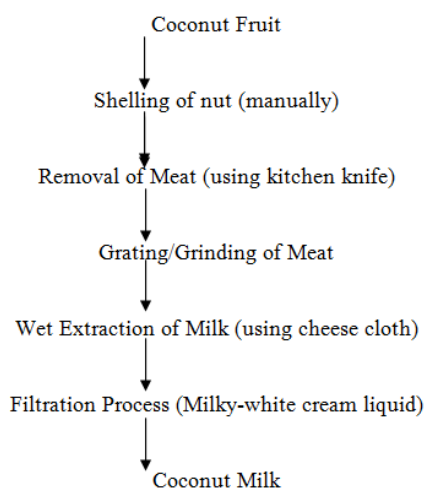 Coconut Fruit
Shelling of nut (manually)
Removal of Meat (using kitchen knife)
Grating/Grinding of Meat
Wet Extraction of Milk (using cheese cloth)
Filtration Process (Milky-white cream liquid)
Coconut Milk